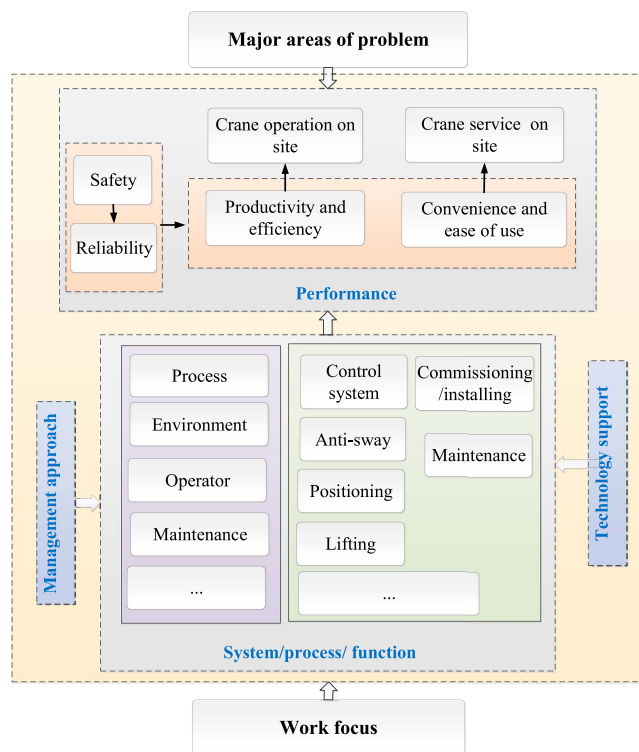 Major areas of problem
Crane operation on
site
Crane service on
site
Safety
Reliability
Productivity and
efficiency
Convenience and
ease of use
Performance
Management approach
Process
Environment
Operator
Maintenance
...
Control
system
Anti-sway
Positioning
Lifting
Commissioning
/installing
Maintenance
...
Technology support
System/process/ function
Work focus